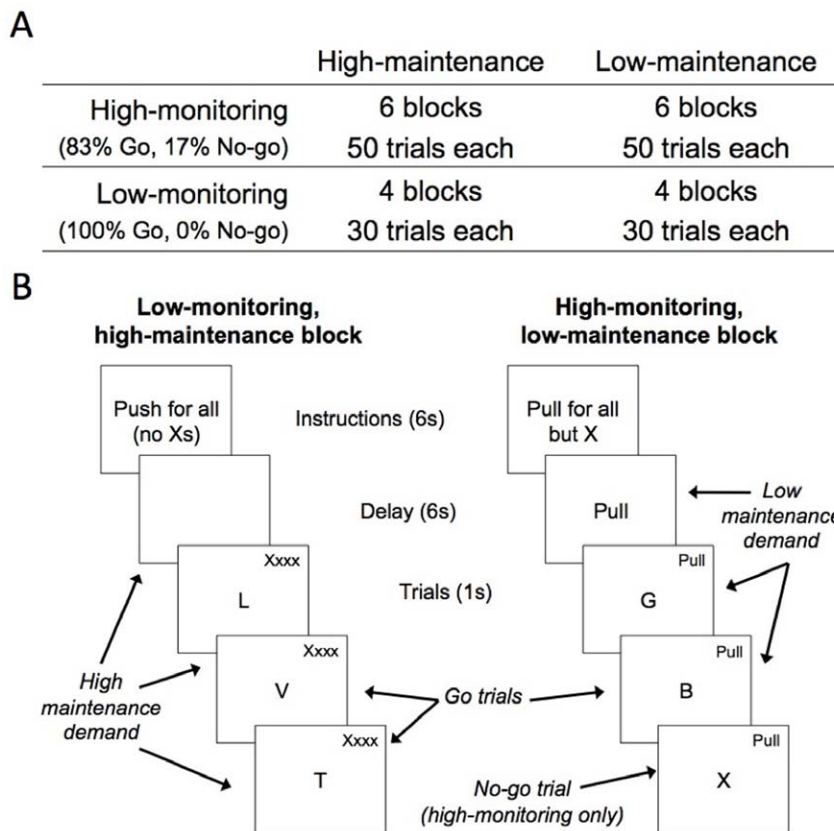 A
High-maintenance Low-maintenance
High-monitoring 6 blocks 6 blocks
(83% Go, 17% No-go) 50 trials each 50 trials each
Low-monitoring 4 blocks 4 blocks
(100% Go, 0% No-go) 30 trials each 30 trials each
B
Low-monitoring, high-maintenance block
High-monitoring, low-maintenance block
Push for all
(no Xs)
Instructions (6s)
Pull for all
but X
Delay (6s)
Pull
Low
maintenance
demand
Xxxx
L
Trials (1s)
Pull
G
Xxxx
V
High
maintenance
demand
Go trials
Pull
B
Xxxx
T
No-go trial
(high-monitoring only)
Pull
X